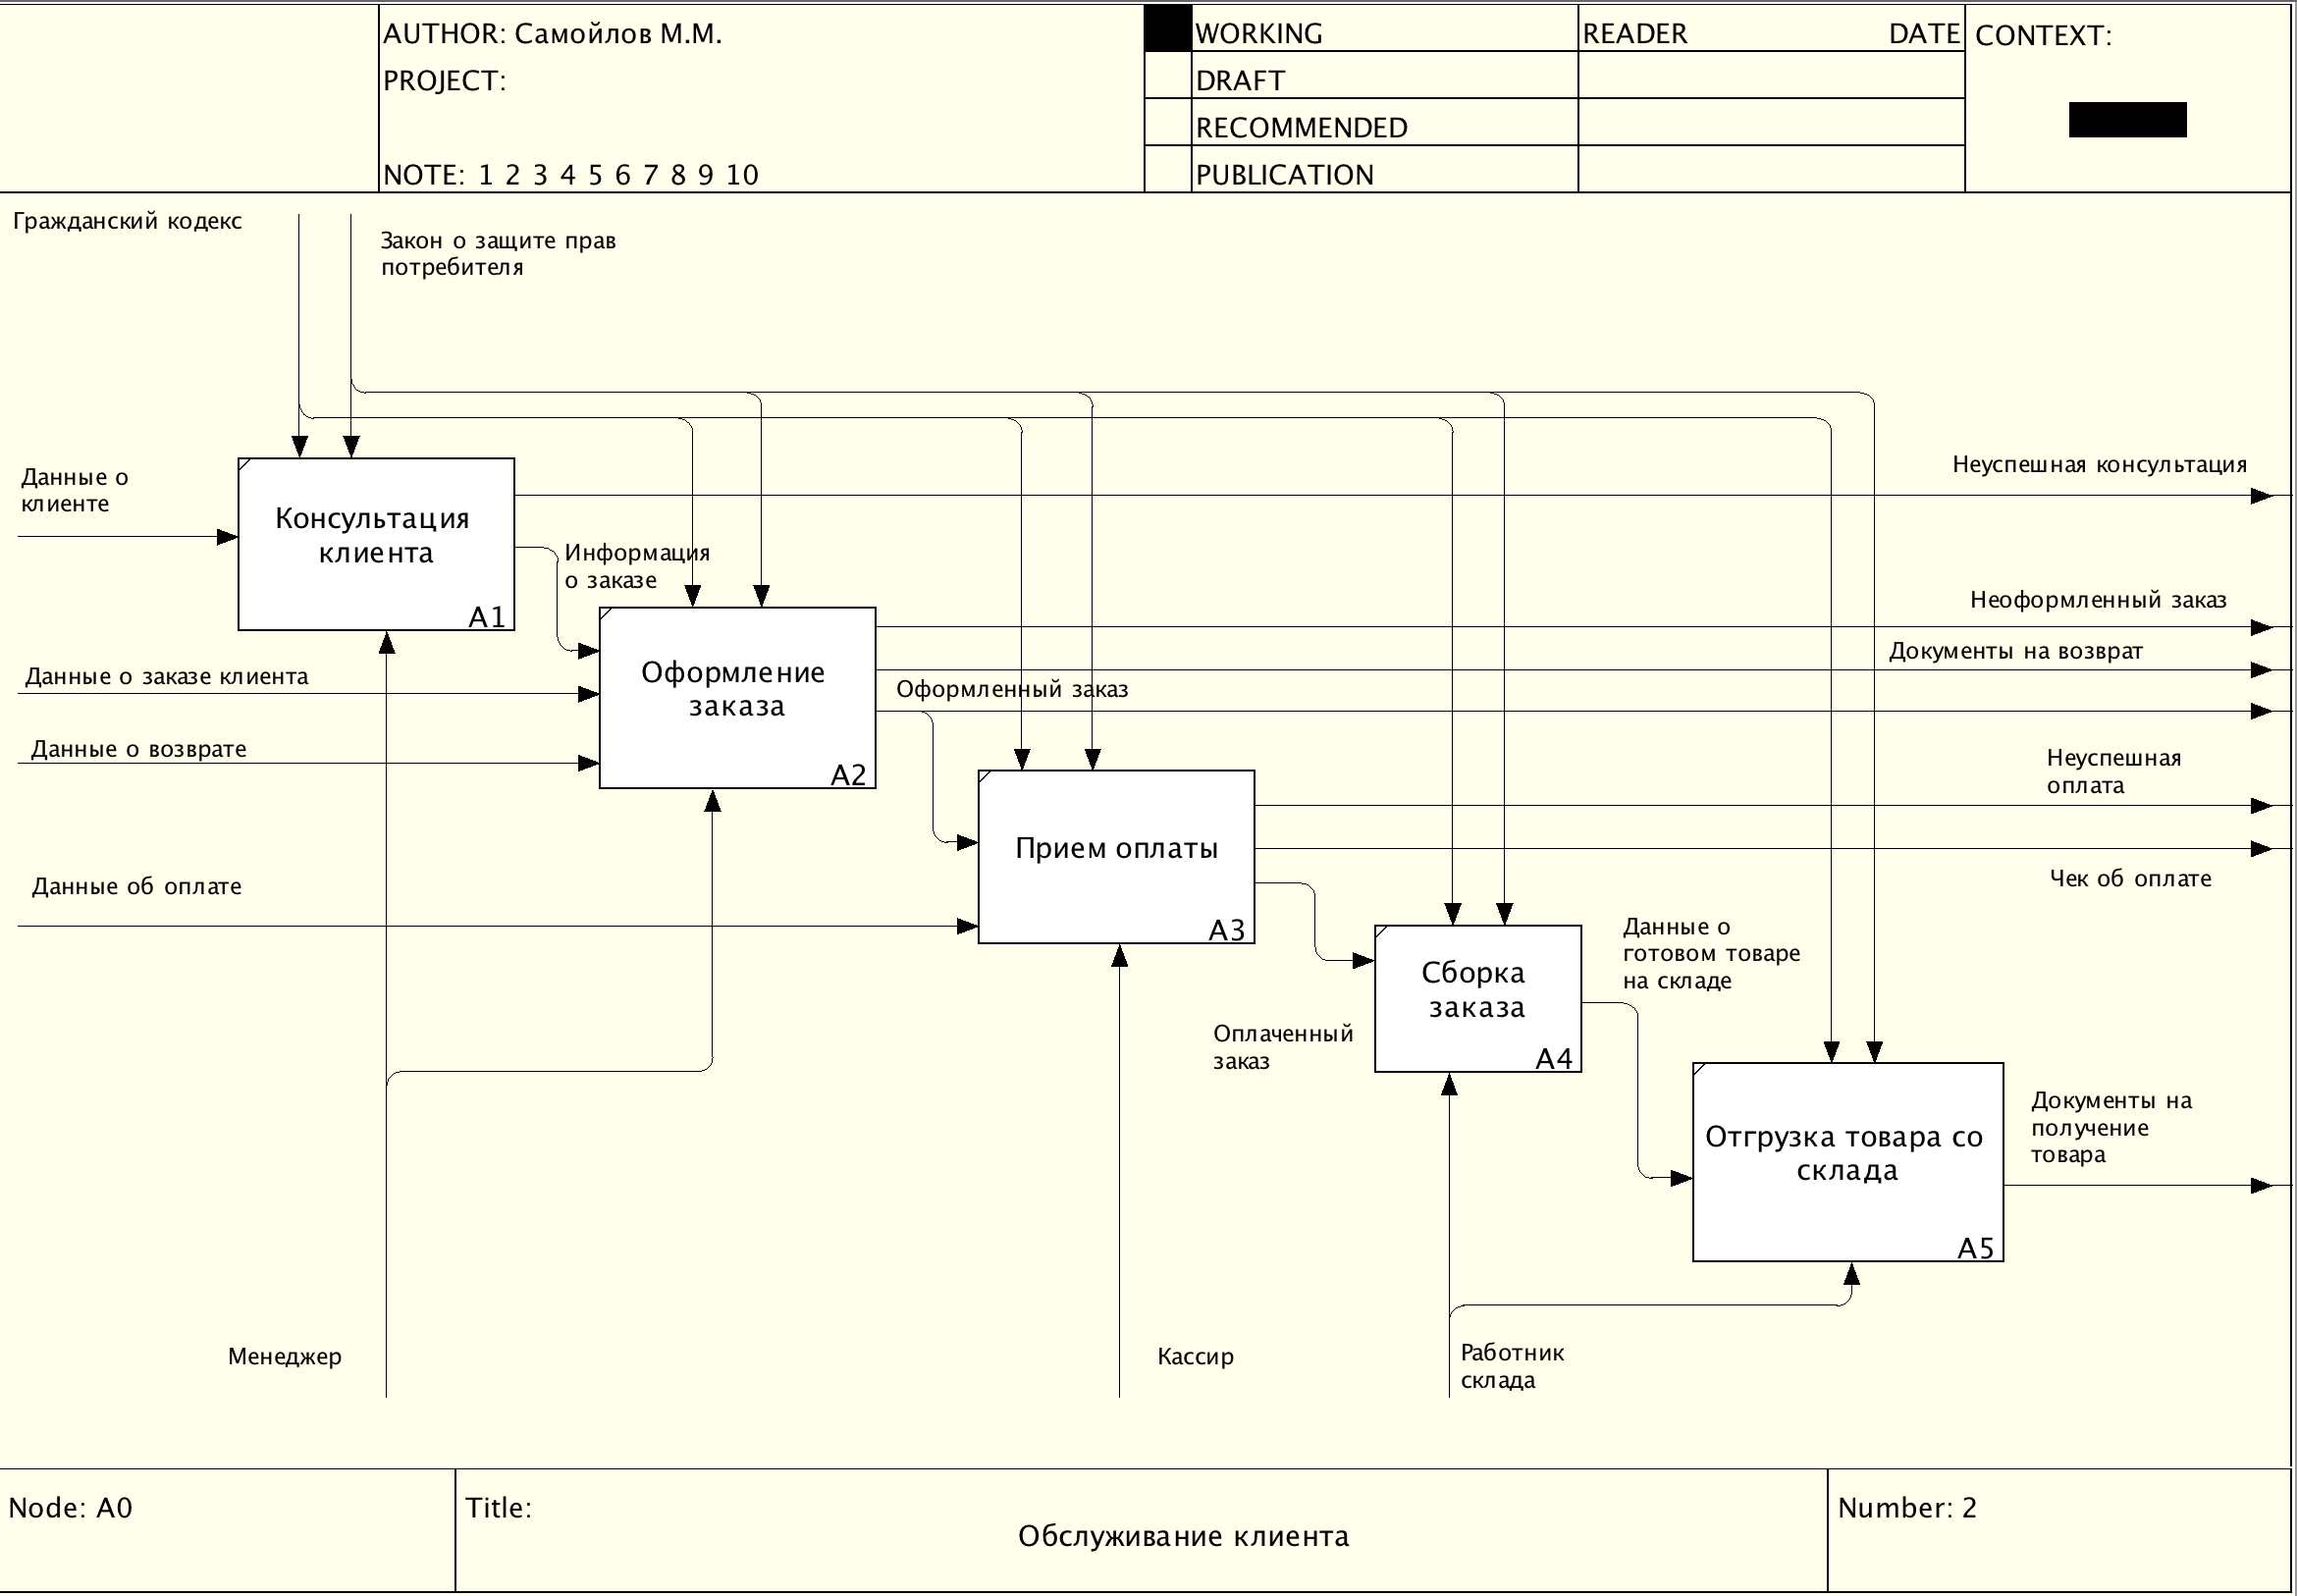 AUTHOR: Самойлов М.М.
PROJECT:
NOTE: 1 2 3 4 5 6 7 8 9 10
WORKING
DRAFT
RECOMMENDED
PUBLICATION
READER DATE
CONTEXT:
Гражданский кодекс
Закон о защите прав
потребителя
Данные о
клиенте
Консультация
клиента
A1
Неуспешная консультация
Информация
о заказе
Неоформленный заказ
Документы на возврат
Данные о заказе клиента
Оформление
заказа
A2
Оформленный заказ
Данные о возврате
Неуспешная
оплата
Прием оплаты
A3
Чек об оплате
Данные об оплате
Данные о
готовом товаре
на складе
Сборка
заказа
A4
Оплаченный
заказ
Отгрузка товара со
склада
A5
Документы на
получение
товара
Менеджер
Кассир
Работник
склада
Node: A0
Title:
Обслуживание клиента
Number: 2